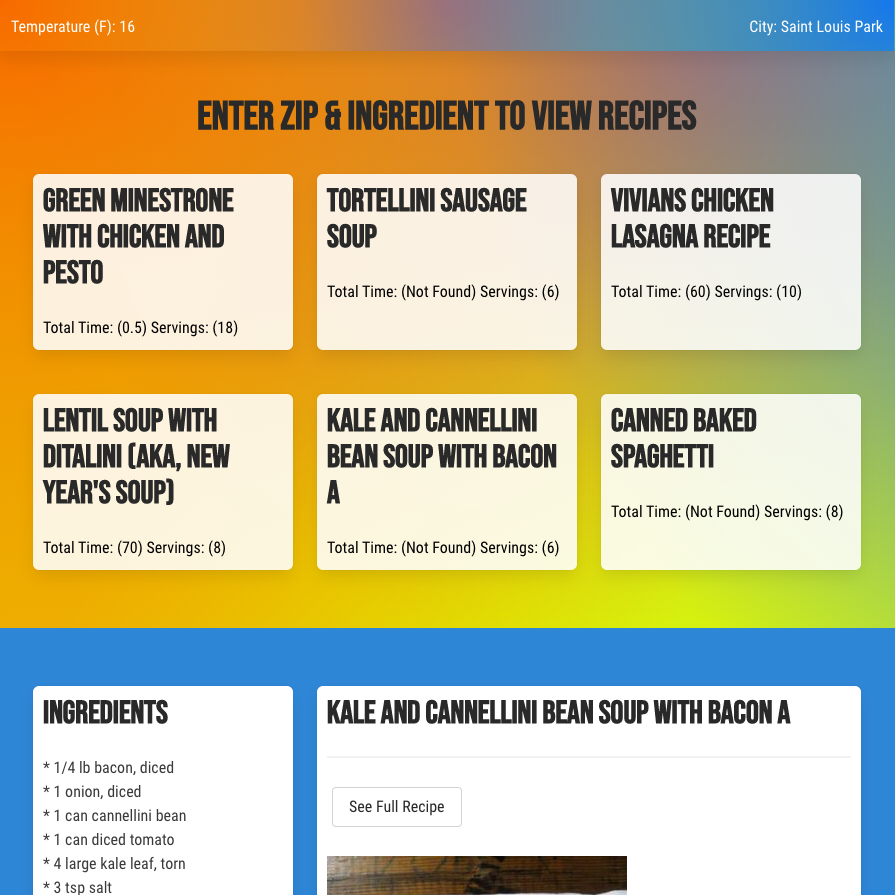 Temperature (F): 16
City: Saint Louis Park
ENTER ZIP & INGREDIENT TO VIEW RECIPES
GREEN MINESTRONE
WITH CHICKEN AND
PESTO
Total Time: (0.5) Servings: (18)
TORTELLINI SAUSAGE
SOUP
Total Time: (Not Found) Servings: (6)
VIVIANS CHICKEN
LASAGNA RECIPE
Total Time: (60) Servings: (10)
LENTIL SOUP WITH
DITALINI (AKA, NEW
YEAR'S SOUP)
Total Time: (70) Servings: (8)
KALE AND CANNELLINI
BEAN SOUP WITH BACON
A
Total Time: (Not Found) Servings: (6)
CANNED BAKED
SPAGHETTI
Total Time: (Not Found) Servings: (8)
INGREDIENTS
* 1/4 lb bacon, diced
* 1 onion, diced
* 1 can cannellini bean
* 1 can diced tomato
* 4 large kale leaf, torn
* 3 tsp salt
KALE AND CANNELLINI BEAN SOUP WITH BACON A
See Full Recipe